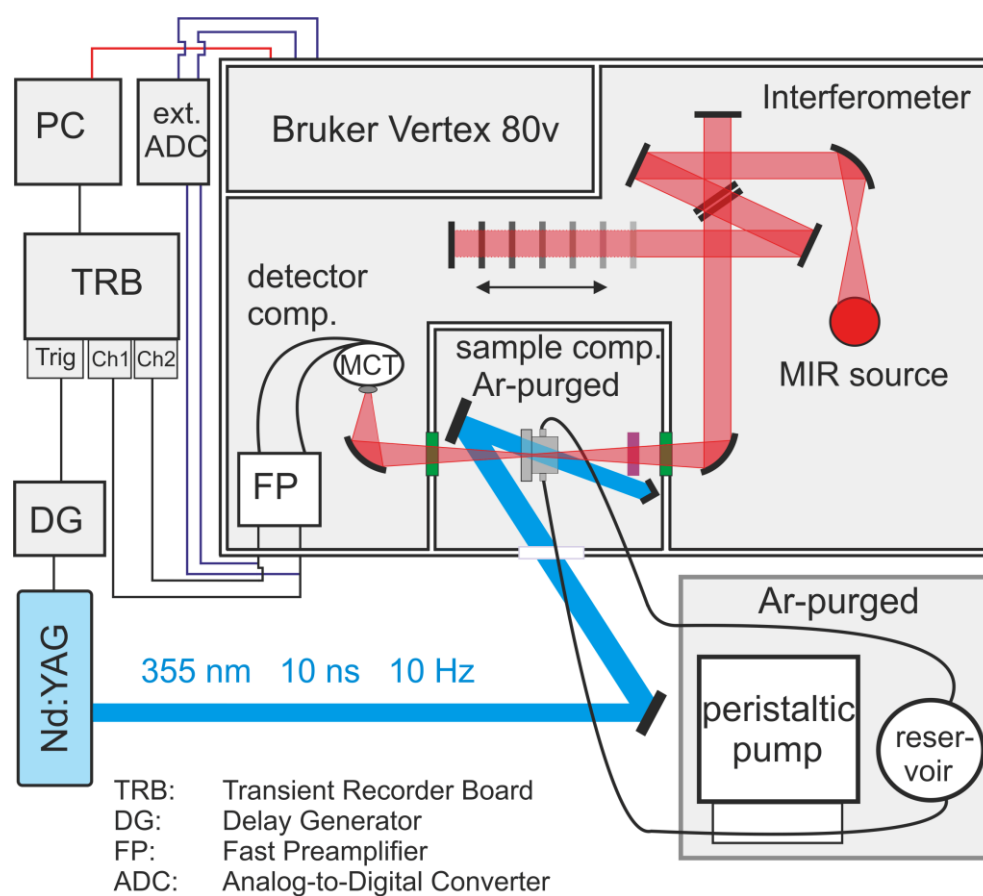 PC
ext.
ADC
Bruker Vertex 80v
Interferometer
TRB
Trig
Ch1
Ch2
detector
comp.
MCT
sample comp.
Ar-purged
MIR source
FP
DG
Nd:YAG
355 nm 10 ns 10 Hz
Ar-purged
peristaltic
pump
reser-
voir
TRB: Transient Recorder Board
DG: Delay Generator
FP: Fast Preamplifier
ADC: Analog-to-Digital Converter